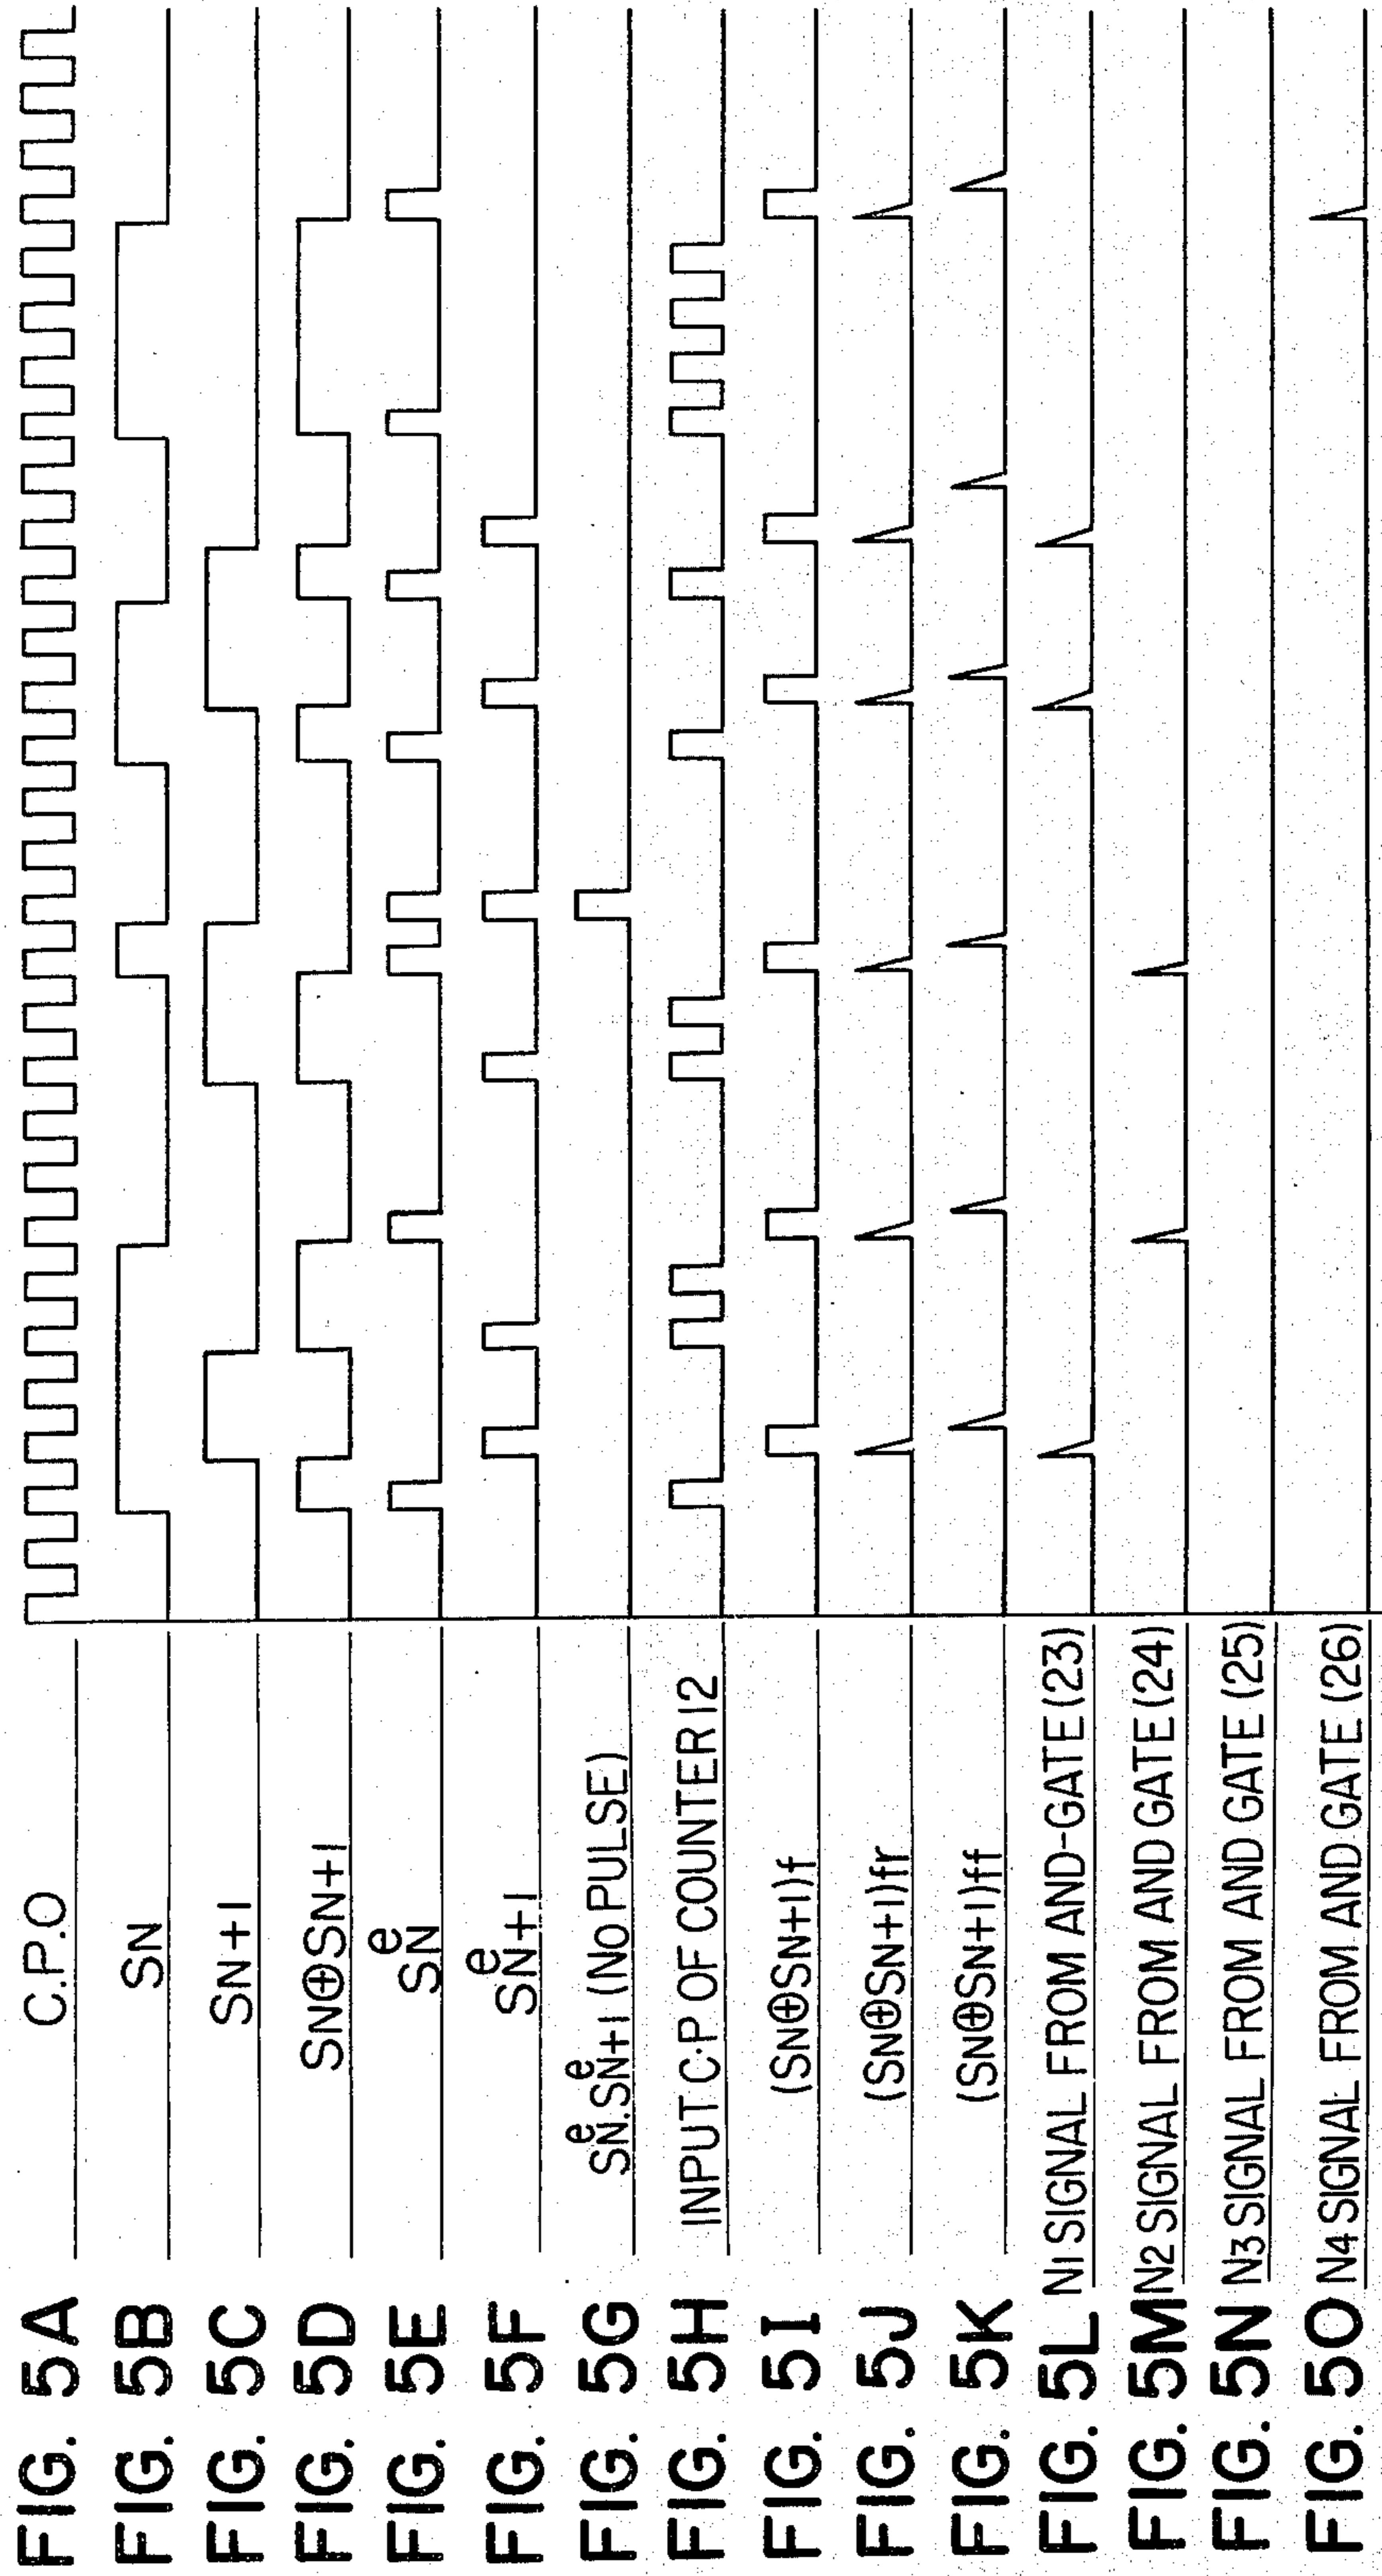 FIG. 5A C.P.O
FIG. 5B SN
FIG. 5C SN+1
FIG. 5D SN⊕SN+1
FIG. 5E SN^e
FIG. 5F SN+1^e
FIG. 5G SN^e.SN+1^e (NO PULSE)
FIG. 5H INPUT C·P OF COUNTER 12
FIG. 5I (SN⊕SN+1)f
FIG. 5J (SN⊕SN+1)fr
FIG. 5K (SN⊕SN+1)ff
FIG. 5L N1 SIGNAL FROM AND-GATE (23)
FIG. 5M N2 SIGNAL FROM AND GATE (24)
FIG. 5N N3 SIGNAL FROM AND GATE (25)
FIG. 5O N4 SIGNAL FROM AND GATE (26)